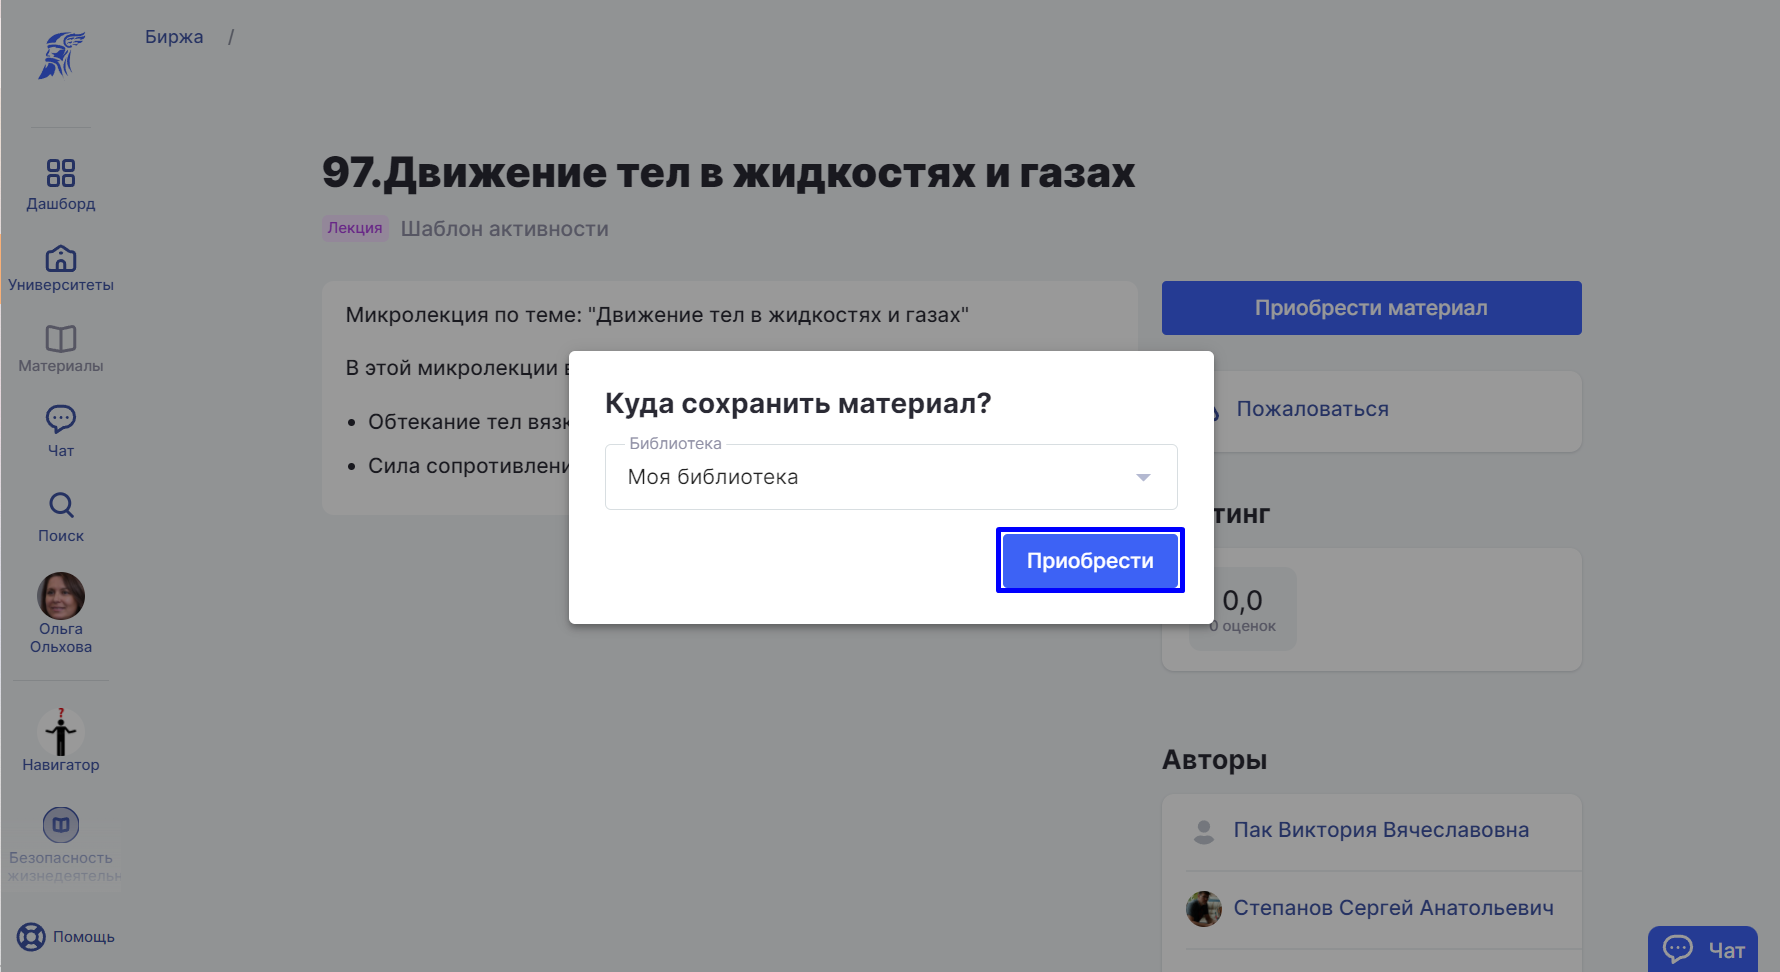 Биржа /
Дашборд
Университеты
Материалы
Чат
Поиск
Ольга
Ольхова
?
Навигатор
Безопасность
жизнедеятельн
Помощь
97.Движение тел в жидкостях и газах
Лекция Шаблон активности
Микролекция по теме: "Движение тел в жидкостях и газах"
В этой микролекции
• Обтекание тел вязк
• Сила сопротивлени
Куда сохранить материал?
Библиотека
Моя библиотека
Приобрести
Приобрести материал
Пожаловаться
тинг
0,0
0 оценок
Авторы
Пак Виктория Вячеславовна
Степанов Сергей Анатольевич
Чат